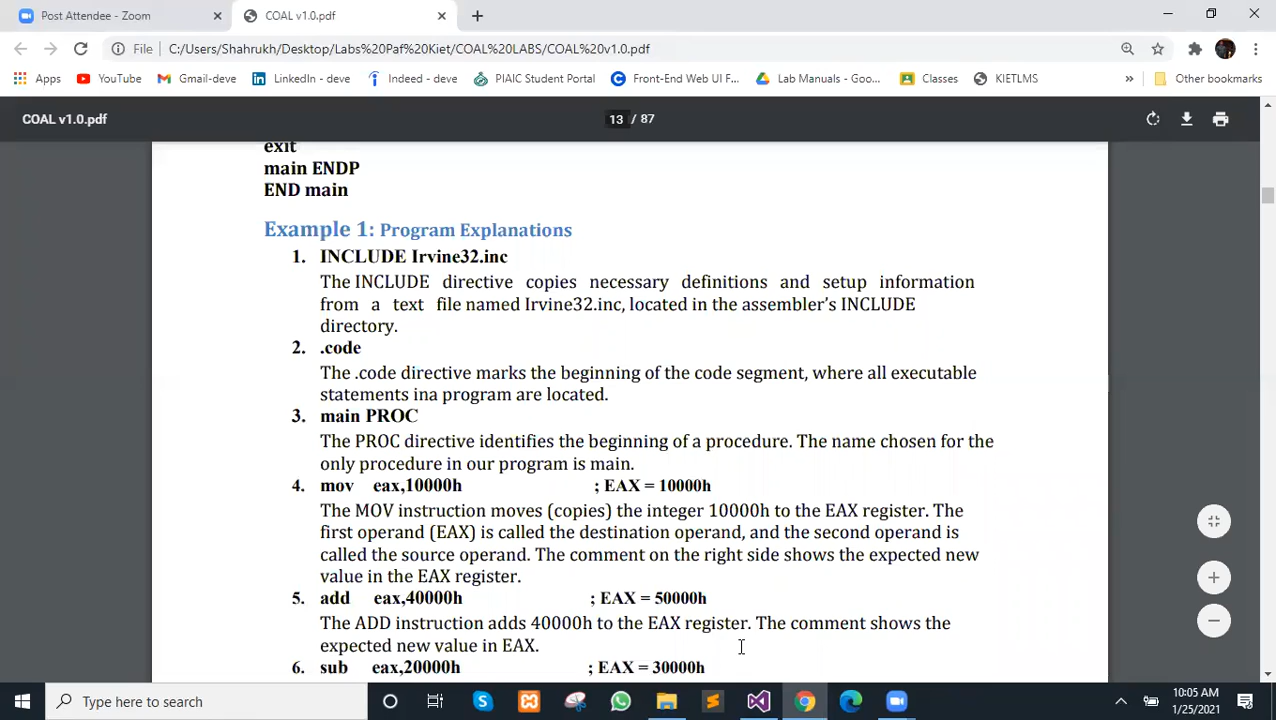 Post Attendee - Zoom
COAL v1.0.pdf
File C:/Users/Shahrukh/Desktop/Labs%20Paf%20Kiet/COAL%20LABS/COAL%20v1.0.pdf
Apps YouTube Gmail-deve LinkedIn - deve Indeed - deve PIAIC Student Portal Front-End Web UI F... Lab Manuals - Goo... Classes KIETLMS » Other bookmarks
COAL v1.0.pdf 13 / 87
exit
main ENDP
END main
Example 1: Program Explanations
1. INCLUDE Irvine32.inc
The INCLUDE directive copies necessary definitions and setup information
from a text file named Irvine32.inc, located in the assembler’s INCLUDE
directory.
2. .code
The .code directive marks the beginning of the code segment, where all executable
statements ina program are located.
3. main PROC
The PROC directive identifies the beginning of a procedure. The name chosen for the
only procedure in our program is main.
4. mov eax,10000h ; EAX = 10000h
The MOV instruction moves (copies) the integer 10000h to the EAX register. The
first operand (EAX) is called the destination operand, and the second operand is
called the source operand. The comment on the right side shows the expected new
value in the EAX register.
5. add eax,40000h ; EAX = 50000h
The ADD instruction adds 40000h to the EAX register. The comment shows the
expected new value in EAX.
6. sub eax,20000h ; EAX = 30000h
Type here to search
10:05 AM
1/25/2021